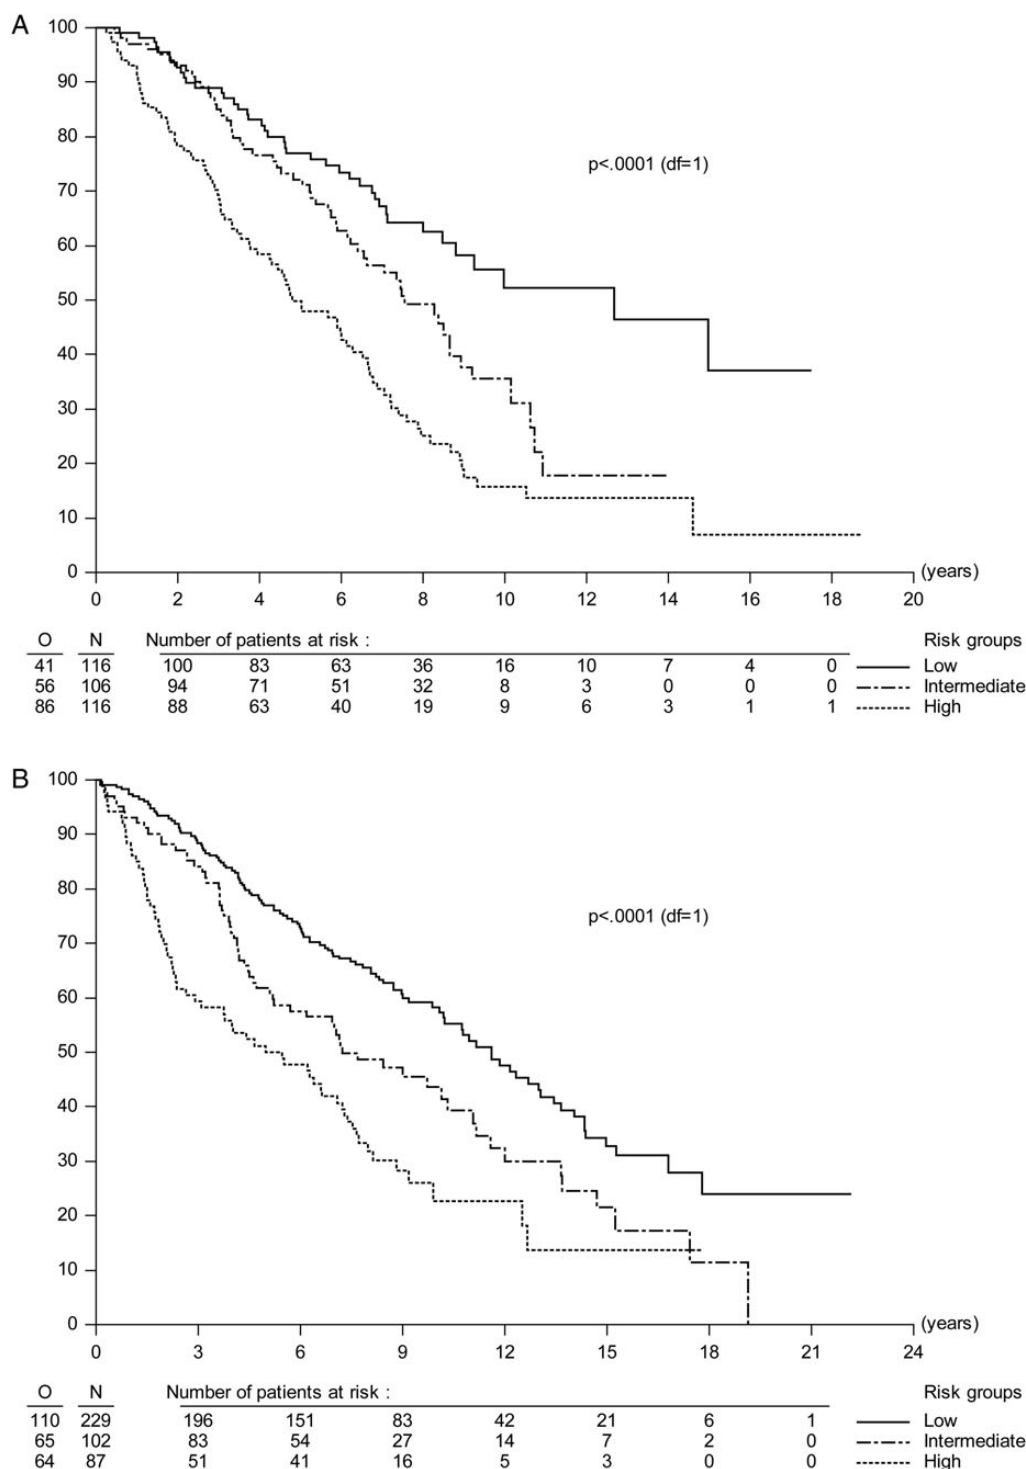 A
100
90
80
70
60
50
40
30
20
10
0
p<.0001 (df=1)
(years)
0 2 4 6 8 10 12 14 16 18 20
O N Number of patients at risk : Risk groups
41 116 100 83 63 36 16 10 7 4 0 Low
56 106 94 71 51 32 8 3 0 0 0 Intermediate
86 116 88 63 40 19 9 6 3 1 1 High
B
100
90
80
70
60
50
40
30
20
10
0
p<.0001 (df=1)
(years)
0 3 6 9 12 15 18 21 24
O N Number of patients at risk : Risk groups
110 229 196 151 83 42 21 6 1 Low
65 102 83 54 27 14 7 2 0 Intermediate
64 87 51 41 16 5 3 0 0 High